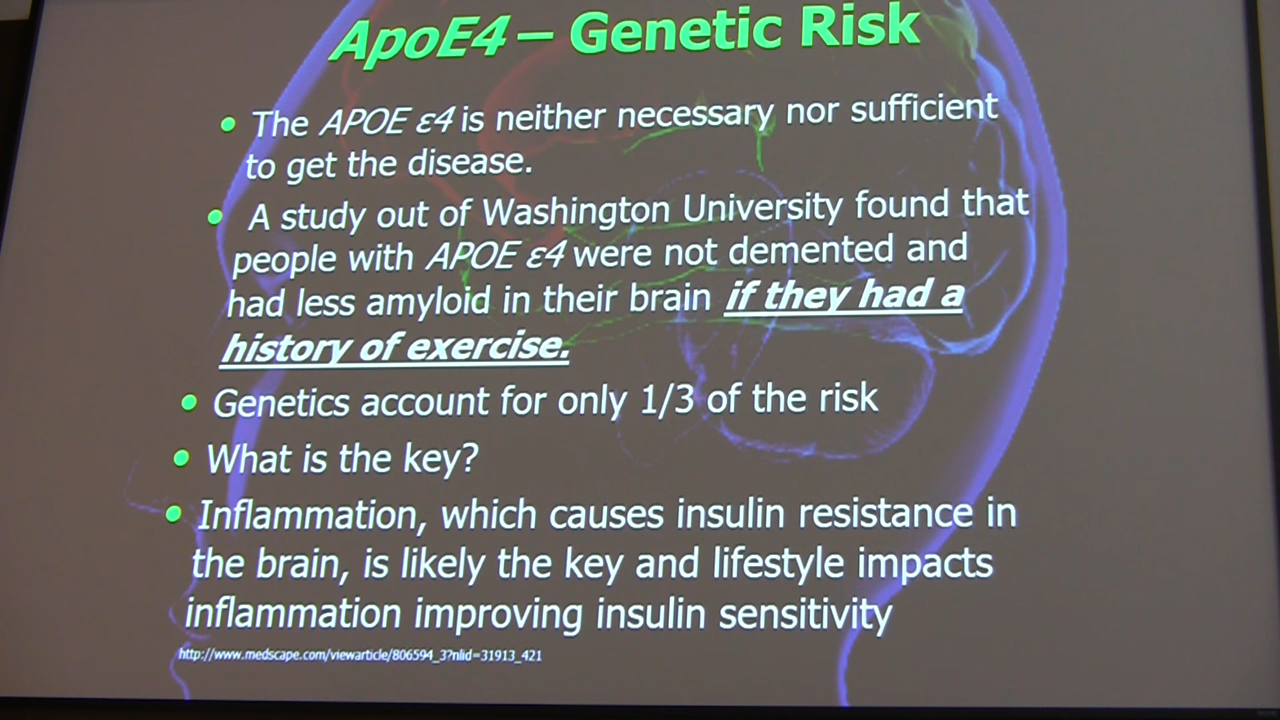 ApoE4 – Genetic Risk
• The APOE ε4 is neither necessary nor sufficient
to get the disease.
• A study out of Washington University found that
people with APOE ε4 were not demented and
had less amyloid in their brain if they had a
history of exercise.
• Genetics account for only 1/3 of the risk
• What is the key?
• Inflammation, which causes insulin resistance in
the brain, is likely the key and lifestyle impacts
inflammation improving insulin sensitivity
http://www.medscape.com/viewarticle/806594_3?nlid=31913_421